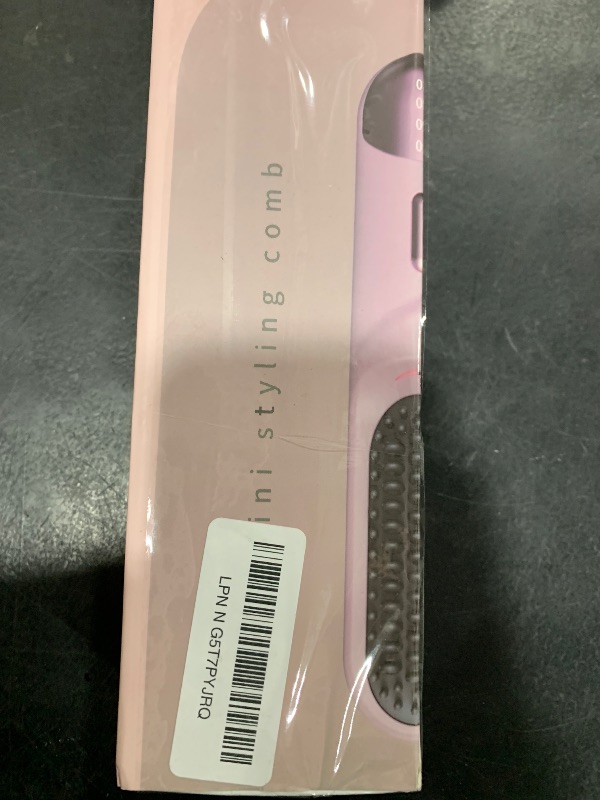 ini styling comb
LPN N G5T7PYJRQ